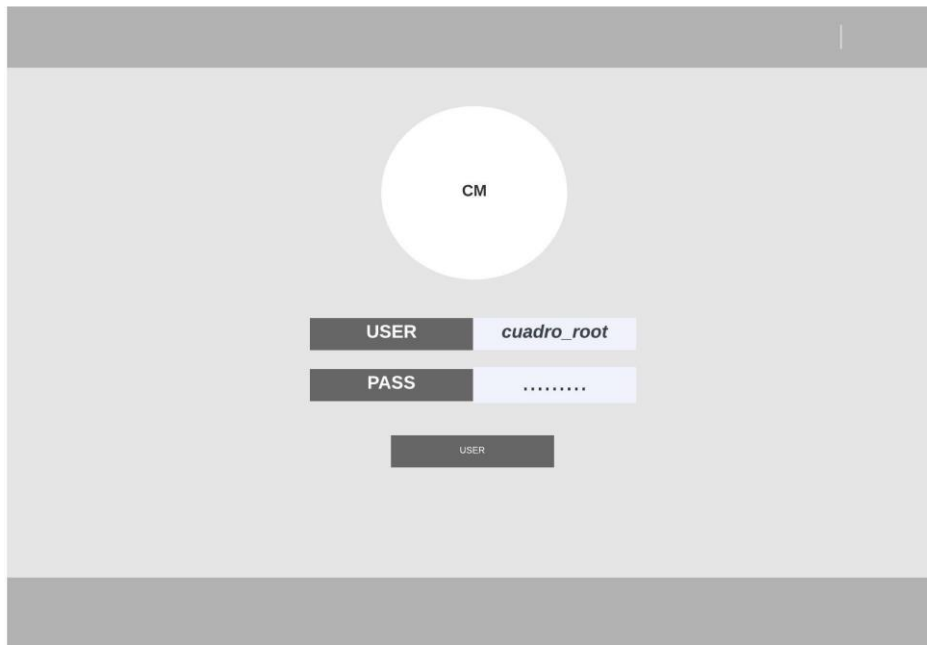 CM
USER cuadro_root
PASS .........
USER